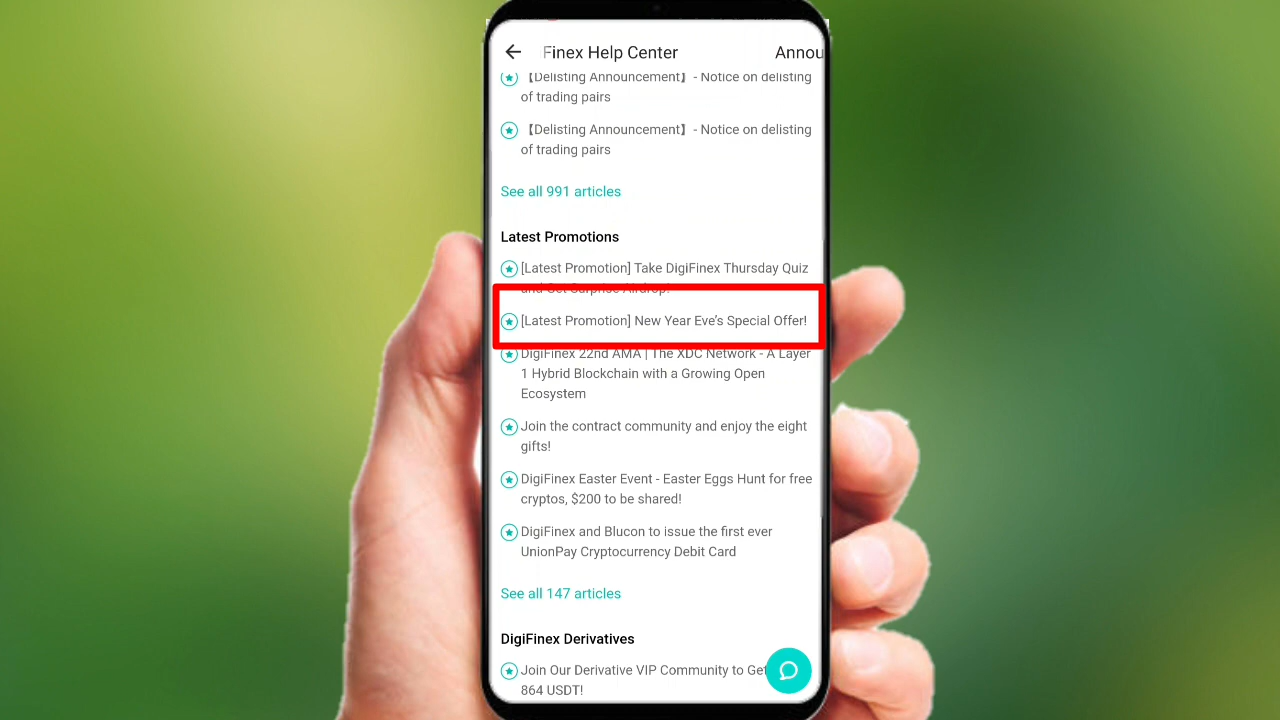 Finex Help Center
Annou
【Delisting Announcement】 - Notice on delisting
of trading pairs
【Delisting Announcement】 - Notice on delisting
of trading pairs
See all 991 articles
Latest Promotions
[Latest Promotion] Take DigiFinex Thursday Quiz
and Get Surprise Airdrop!
[Latest Promotion] New Year Eve’s Special Offer!
DigiFinex 22nd AMA | The XDC Network - A Layer
1 Hybrid Blockchain with a Growing Open
Ecosystem
Join the contract community and enjoy the eight
gifts!
DigiFinex Easter Event - Easter Eggs Hunt for free
cryptos, $200 to be shared!
DigiFinex and Blucon to issue the first ever
UnionPay Cryptocurrency Debit Card
See all 147 articles
DigiFinex Derivatives
Join Our Derivative VIP Community to Get
864 USDT!